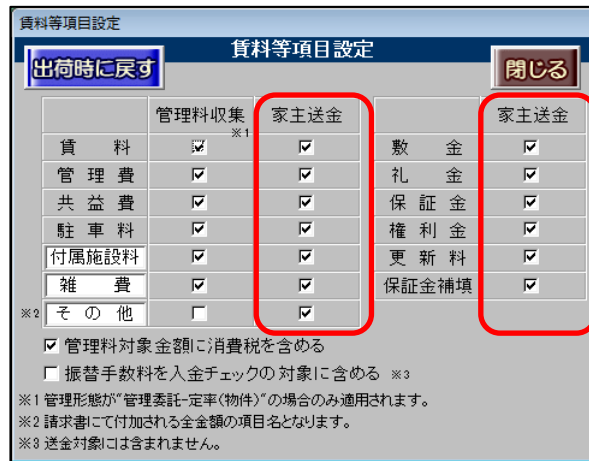 賃料等項目設定
賃料等項目設定
出荷時に戻す
閉じる
管理料収集 家主送金 家主送金
※1
賃 料 敷 金
管 理 費 礼 金
共 益 費 保 証 金
駐 車 料 権 利 金
付属施設料 更 新 料
雑 費 保証金補填
※2 そ の 他
管理料対象金額に消費税を含める
振替手数料を入金チェックの対象に含める ※3
※1 管理形態が"管理委託-定率(物件)"の場合のみ適用されます。
※2 請求書にて付加される全金額の項目名となります。
※3 送金対象には含まれません。